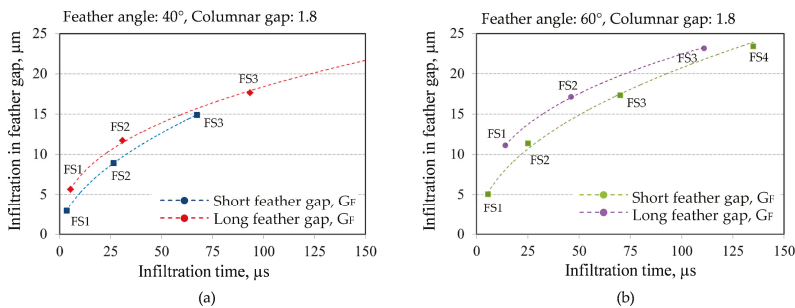 Feather angle: 40°, Columnar gap: 1.8
Infiltration in feather gap, µm
25
20
15
10
5
0
FS1
FS2
FS3
FS1
FS2
FS3
Short feather gap, GF
Long feather gap, GF
0 25 50 75 100 125 150
Infiltration time, µs
(a)
Feather angle: 60°, Columnar gap: 1.8
Infiltration in feather gap, µm
25
20
15
10
5
0
FS1
FS2
FS3
FS1
FS2
FS3
FS4
Short feather gap, GF
Long feather gap, GF
0 25 50 75 100 125 150
Infiltration time, µs
(b)